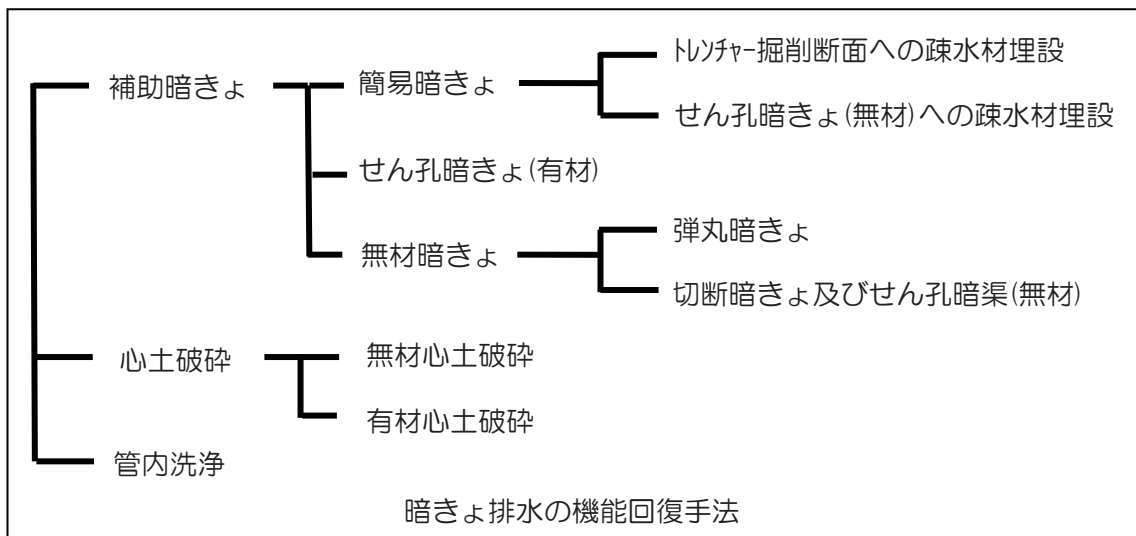 トレンチャー掘削断面への疎水材埋設
補助暗きょ
簡易暗きょ
せん孔暗きょ(無材)への疎水材埋設
せん孔暗きょ(有材)
弾丸暗きょ
無材暗きょ
切断暗きょ及びせん孔暗渠(無材)
心土破砕
無材心土破砕
有材心土破砕
管内洗浄
暗きょ排水の機能回復手法